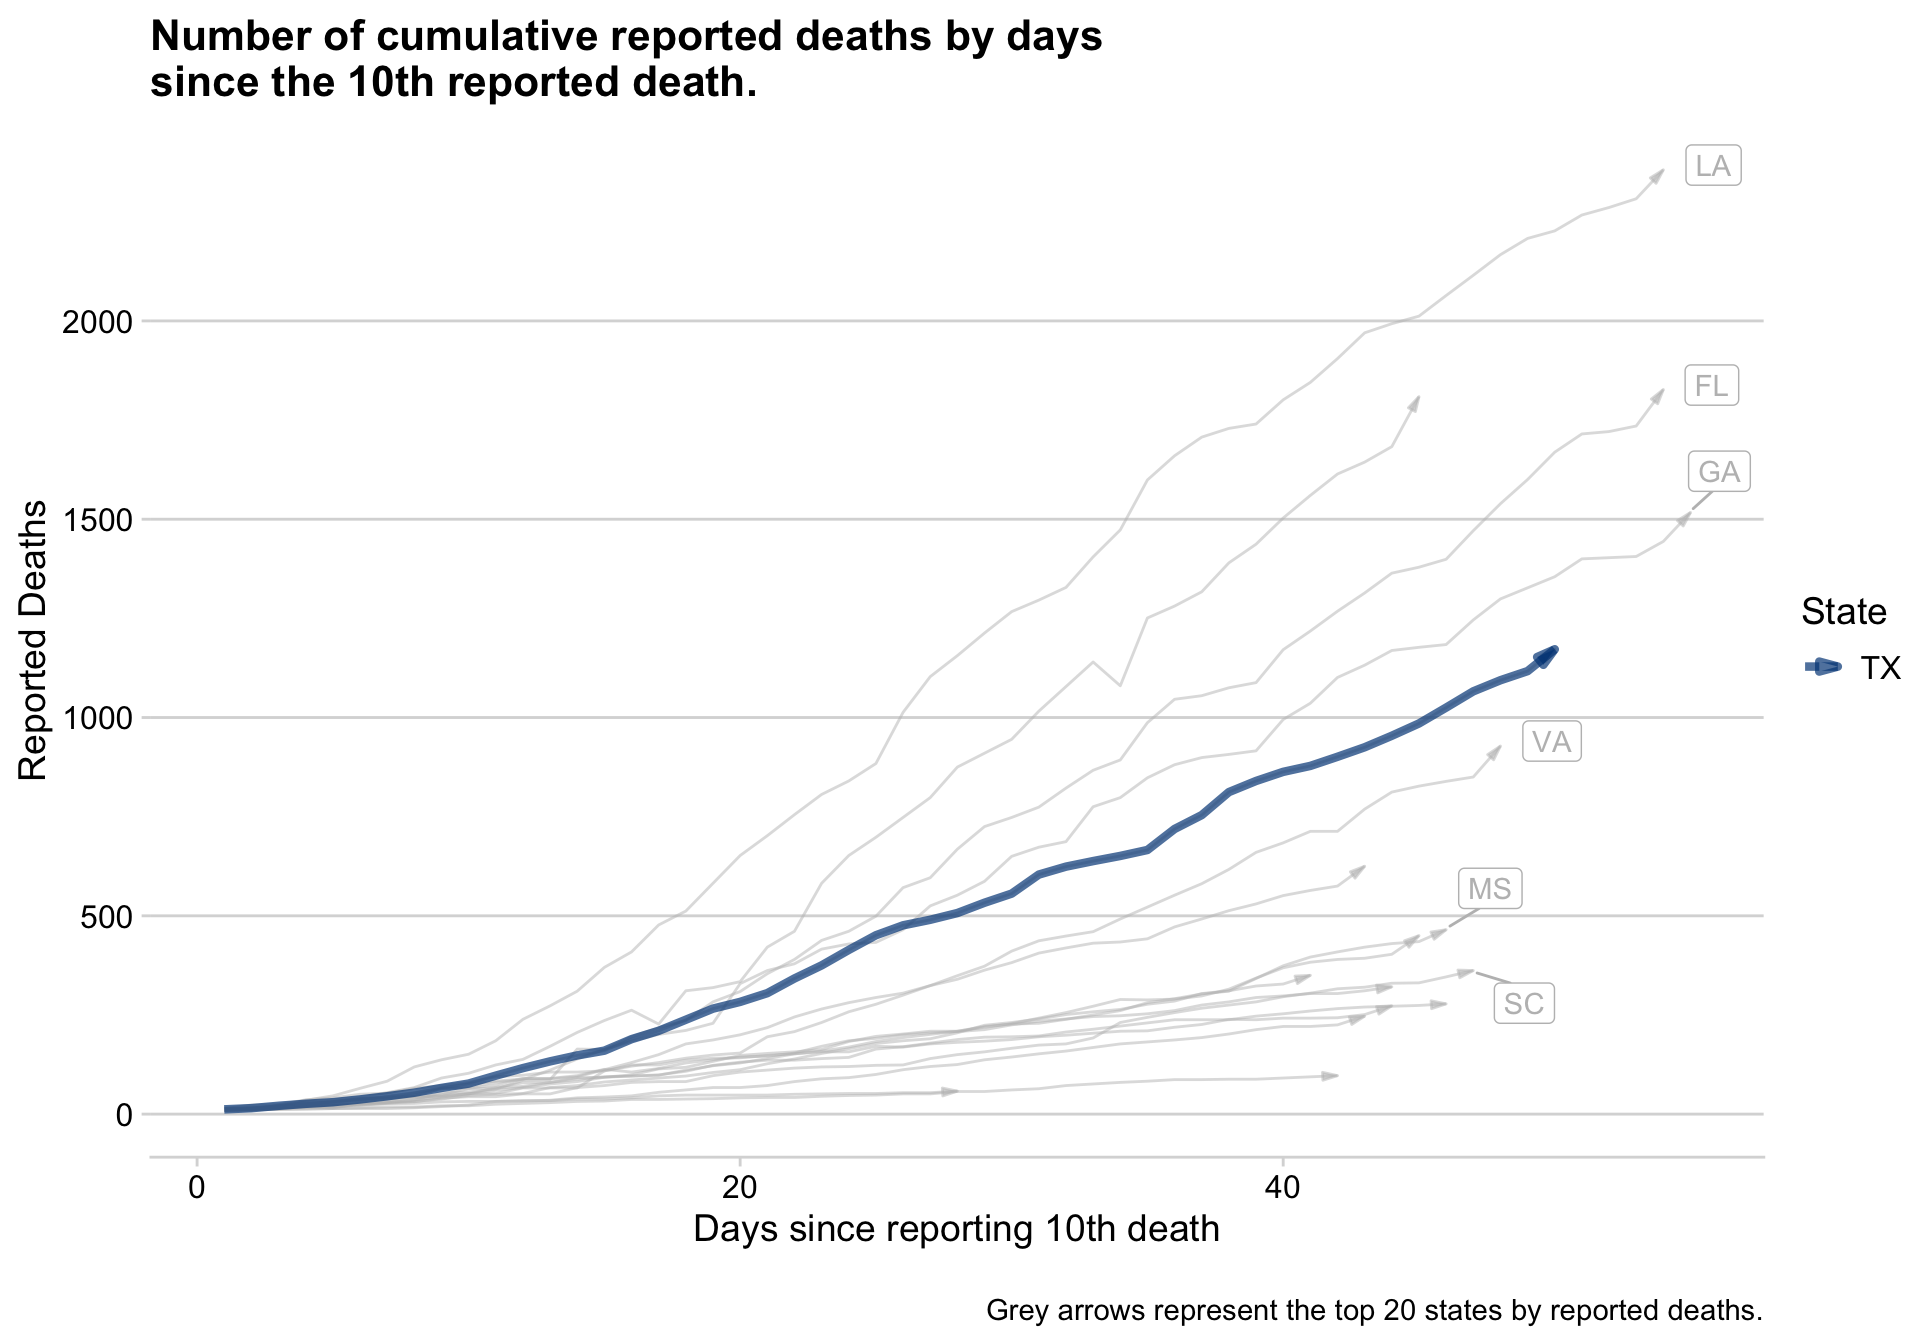 Number of cumulative reported deaths by days
since the 10th reported death.
LA
2000
FL
GA
1500
Reported Deaths
State
TX
1000
VA
MS
500
SC
0
0 20 40
Days since reporting 10th death
Grey arrows represent the top 20 states by reported deaths.